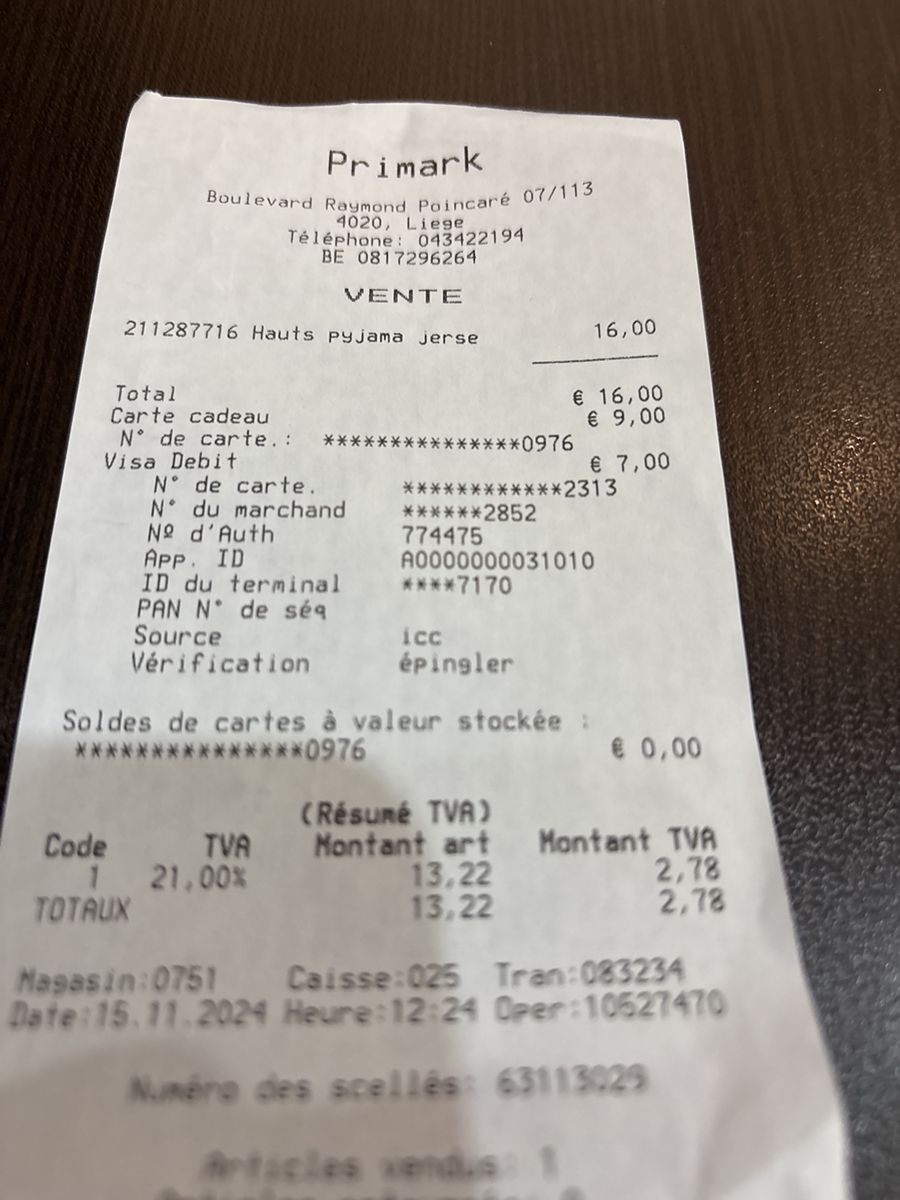 Primark
Boulevard Raymond Poincaré 07/113
4020, Liege
Téléphone: 043422194
BE 0817296264
VENTE
211287716 Hauts pyjama jerse 16,00
Total € 16,00
Carte cadeau € 9,00
N° de carte.: ***************0976
Visa Debit € 7,00
N° de carte. ************2313
N° du marchand ******2852
Nº d'Auth 774475
App. ID A0000000031010
ID du terminal ****7170
PAN N° de séq
Source icc
Vérification épingler
Soldes de cartes à valeur stockée :
***************0976 € 0,00
(Résumé TVA)
Code TVA Montant art Montant TVA
1 21,00% 13,22 2,78
TOTAUX 13,22 2,78
Magasin:0751 Caisse:025 Tran:083234
Date:15.11.2024 Heure:12:24 Oper:10527470
Numéro des scellés: 63113029
Articles vendus: 1